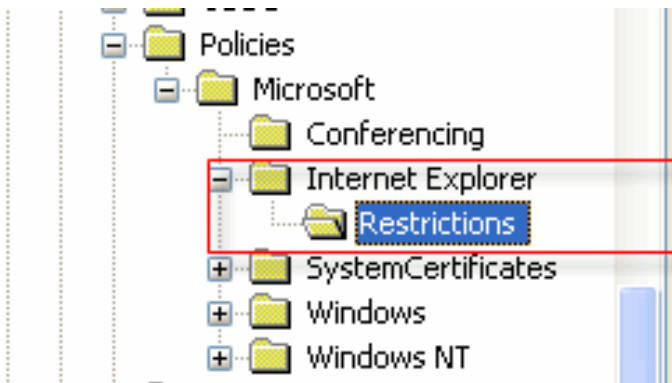 Policies
Microsoft
Conferencing
Internet Explorer
Restrictions
SystemCertificates
Windows
Windows NT